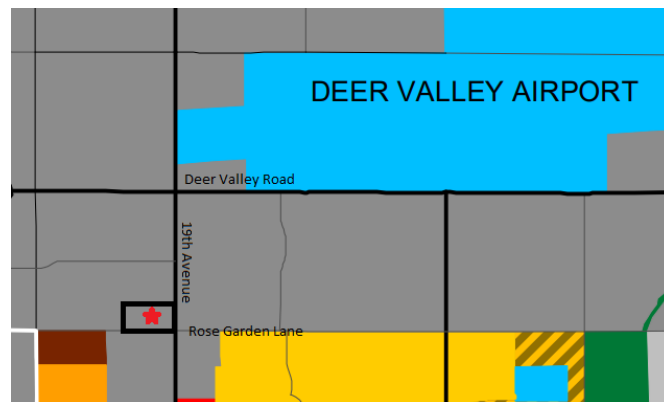 DEER VALLEY AIRPORT
Deer Valley Road
19th Avenue
Rose Garden Lane